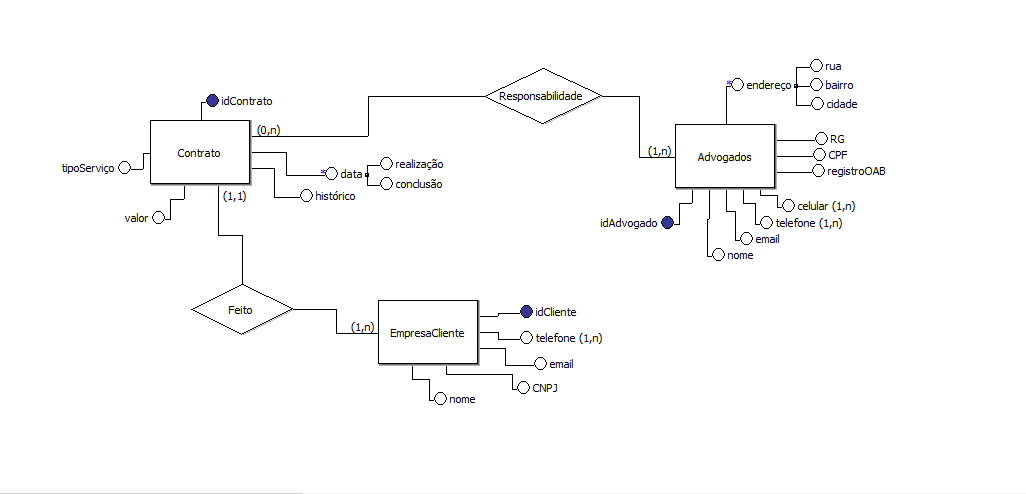 rua
* endereço
bairro
cidade
Responsabilidade
idContrato
(0,n)
RG
(1,n)
Advogados
CPF
Contrato
realização
tipoServiço
* data
registroOAB
conclusão
(1,1)
histórico
celular (1,n)
valor
idAdvogado
telefone (1,n)
email
nome
Feito
idCliente
(1,n)
EmpresaCliente
telefone (1,n)
email
CNPJ
nome